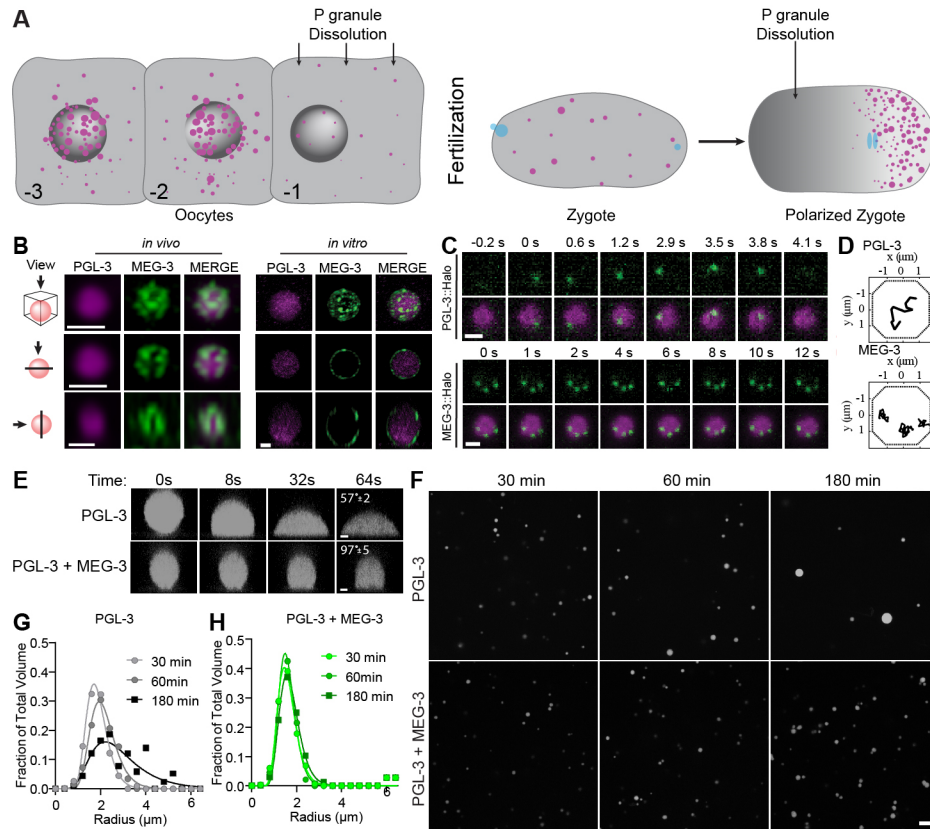 A
P granule
Dissolution
-3
-2
-1
Oocytes
Fertilization
Zygote
P granule
Dissolution
Polarized Zygote
B
in vivo
in vitro
View
PGL-3
MEG-3
MERGE
PGL-3
MEG-3
MERGE
C
-0.2 s
0 s
0.6 s
1.2 s
2.9 s
3.5 s
3.8 s
4.1 s
PGL-3::Halo
0 s
1 s
2 s
4 s
6 s
8 s
10 s
12 s
MEG-3::Halo
D
PGL-3
x (µm)
-1 0 1
y (µm)
-1
0
1
MEG-3
x (µm)
-1 0 1
y (µm)
-1
0
1
E
Time:
0s
8s
32s
64s
PGL-3
57°±2
PGL-3 + MEG-3
97°±5
F
30 min
60 min
180 min
PGL-3
PGL-3 + MEG-3
G
PGL-3
Fraction of Total Volume
0.5
0.4
0.3
0.2
0.1
0.0
30 min
60min
180 min
0 2 4 6
Radius (µm)
H
PGL-3 + MEG-3
Fraction of Total Volume
0.4
0.3
0.2
0.1
0.0
30 min
60min
180 min
0 2 4 6
Radius (µm)